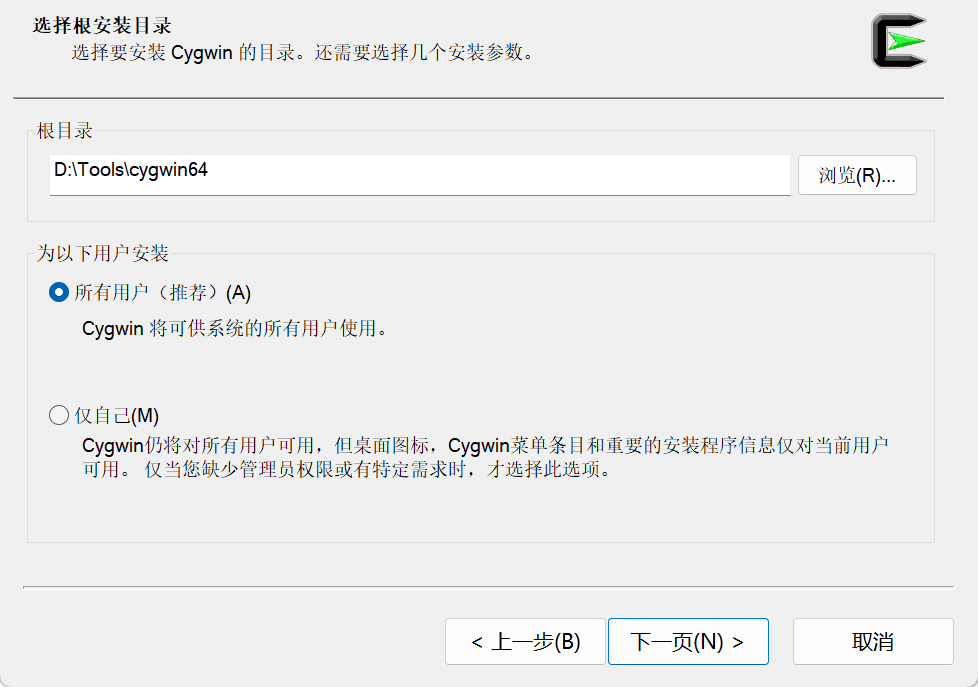 选择根安装目录
选择要安装 Cygwin 的目录。还需要选择几个安装参数。
根目录
D:\Tools\cygwin64
浏览(R)...
为以下用户安装
所有用户（推荐）(A)
Cygwin 将可供系统的所有用户使用。
仅自己(M)
Cygwin仍将对所有用户可用，但桌面图标，Cygwin菜单条目和重要的安装程序信息仅对当前用户
可用。 仅当您缺少管理员权限或有特定需求时，才选择此选项。
< 上一步(B)
下一页(N) >
取消